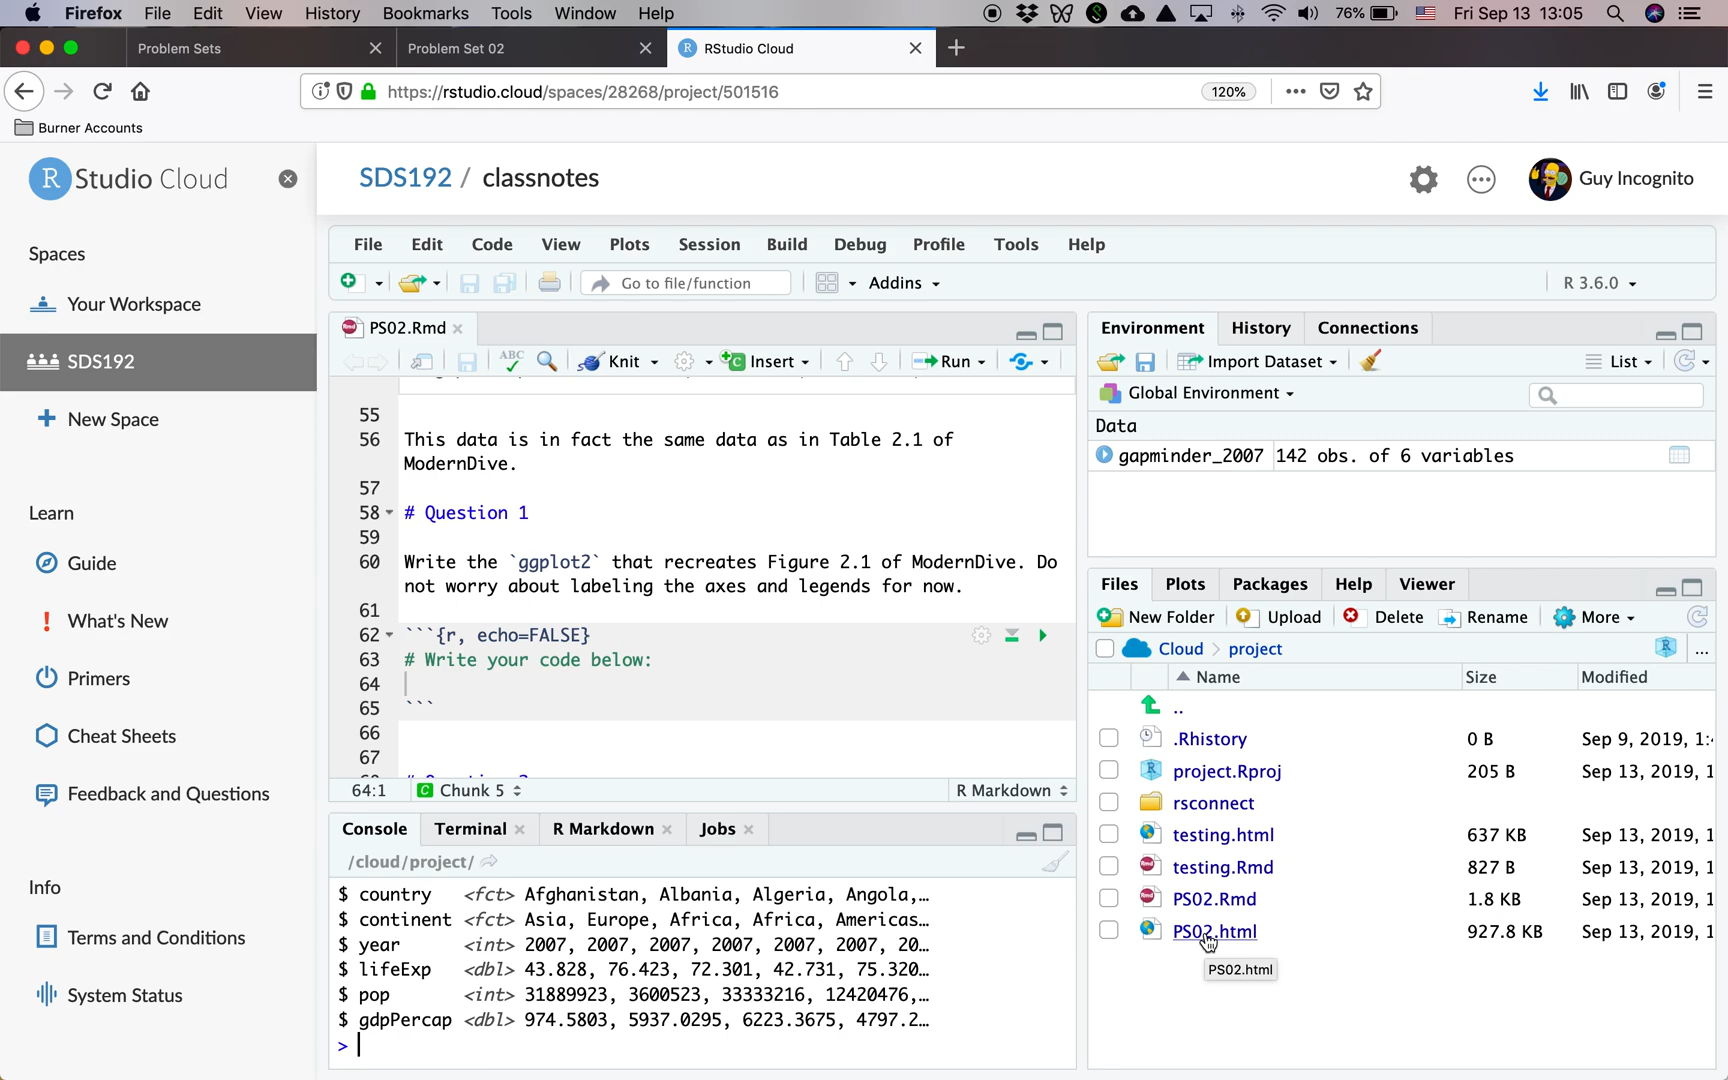 Firefox File Edit View History Bookmarks Tools Window Help 76% Fri Sep 13 13:05
Problem Sets
Problem Set 02
RStudio Cloud
https://rstudio.cloud/spaces/28268/project/501516
120%
Burner Accounts
R Studio Cloud
SDS192 / classnotes
Guy Incognito
Spaces
Your Workspace
SDS192
New Space
Learn
Guide
What's New
Primers
Cheat Sheets
Feedback and Questions
Info
Terms and Conditions
System Status
File Edit Code View Plots Session Build Debug Profile Tools Help
Go to file/function
Addins
R 3.6.0
PS02.Rmd
ABC
Knit
Insert
Run
55
56 This data is in fact the same data as in Table 2.1 of
ModernDive.
57
58 # Question 1
59
60 Write the `ggplot2` that recreates Figure 2.1 of ModernDive. Do
not worry about labeling the axes and legends for now.
61
62 ```{r, echo=FALSE}
63 # Write your code below:
64
65 ```
66
67
64:1
Chunk 5
R Markdown
Console Terminal R Markdown Jobs
/cloud/project/
$ country <fct> Afghanistan, Albania, Algeria, Angola,…
$ continent <fct> Asia, Europe, Africa, Africa, Americas…
$ year <int> 2007, 2007, 2007, 2007, 2007, 2007, 20…
$ lifeExp <dbl> 43.828, 76.423, 72.301, 42.731, 75.320…
$ pop <int> 31889923, 3600523, 33333216, 12420476,…
$ gdpPercap <dbl> 974.5803, 5937.0295, 6223.3675, 4797.2…
>
Environment History Connections
Import Dataset
List
Global Environment
Data
gapminder_2007 142 obs. of 6 variables
Files Plots Packages Help Viewer
New Folder Upload Delete Rename More
Cloud > project
...
Name Size Modified
..
.Rhistory 0 B Sep 9, 2019, 1:
project.Rproj 205 B Sep 13, 2019, 1
rsconnect
testing.html 637 KB Sep 13, 2019, 1
testing.Rmd 827 B Sep 13, 2019, 1
PS02.Rmd 1.8 KB Sep 13, 2019, 1
PS02.html 927.8 KB Sep 13, 2019, 1
PS02.html